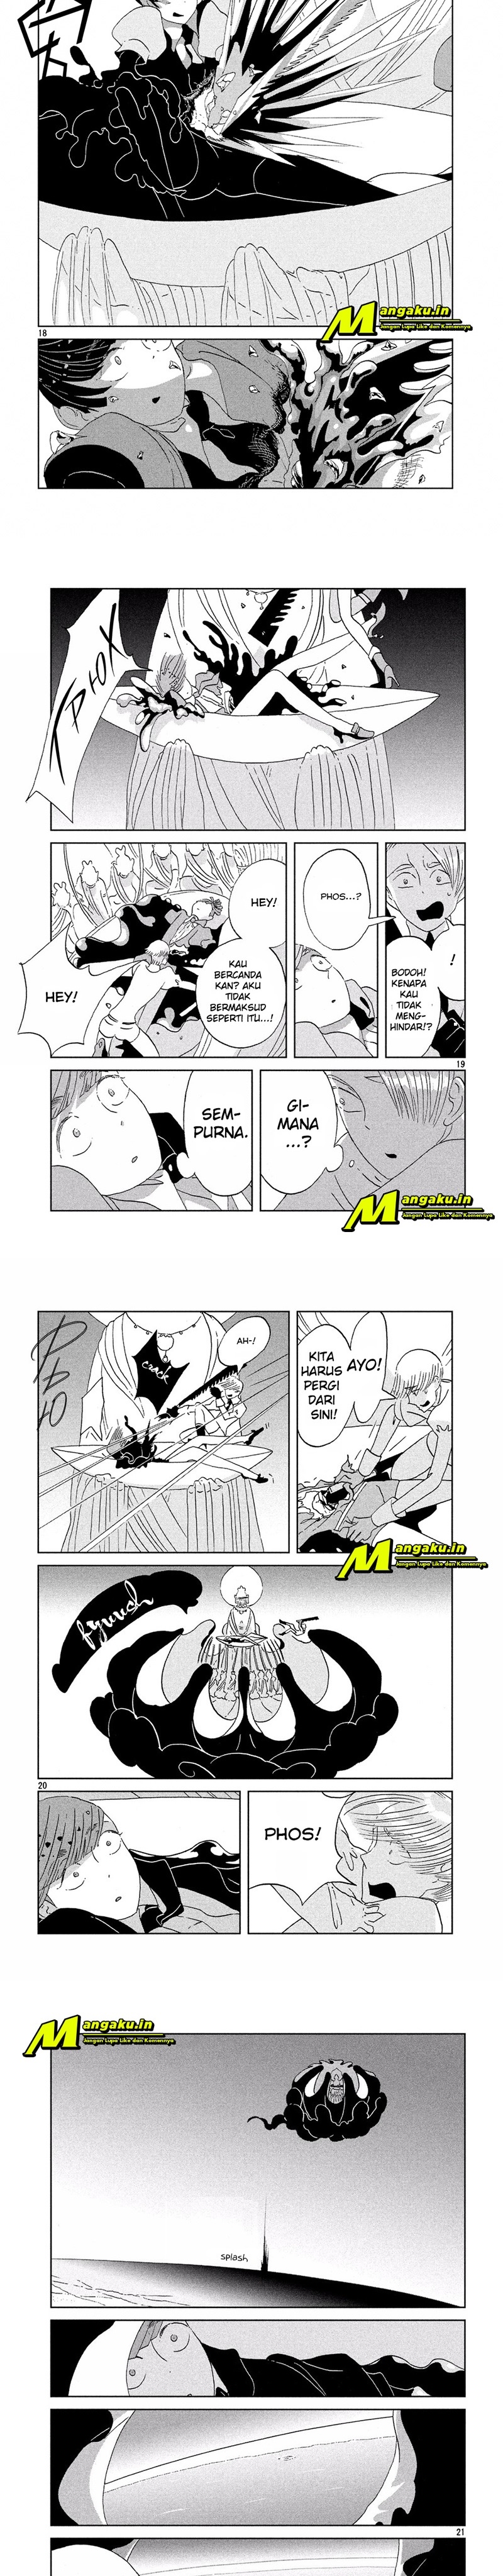 Mangaku.in
Jangan Lupa Like dan Komennya.
18
!
BODOH!
KENAPA
KAU
TIDAK
MENG-
HINDAR!?
PHOS...?
HEY!
KAU
BERCANDA
KAN? AKU
TIDAK
BERMAKSUD
SEPERTI ITU...!
HEY!
19
GI-
MANA
...?
SEM-
PURNA.
Mangaku.in
Jangan Lupa Like dan Komennya.
AYO!
KITA
HARUS
PERGI
DARI
SINI!
AH-!
crack
Mangaku.in
Jangan Lupa Like dan Komennya.
fyuush
20
PHOS!
Mangaku.in
Jangan Lupa Like dan Komennya.
splash
21